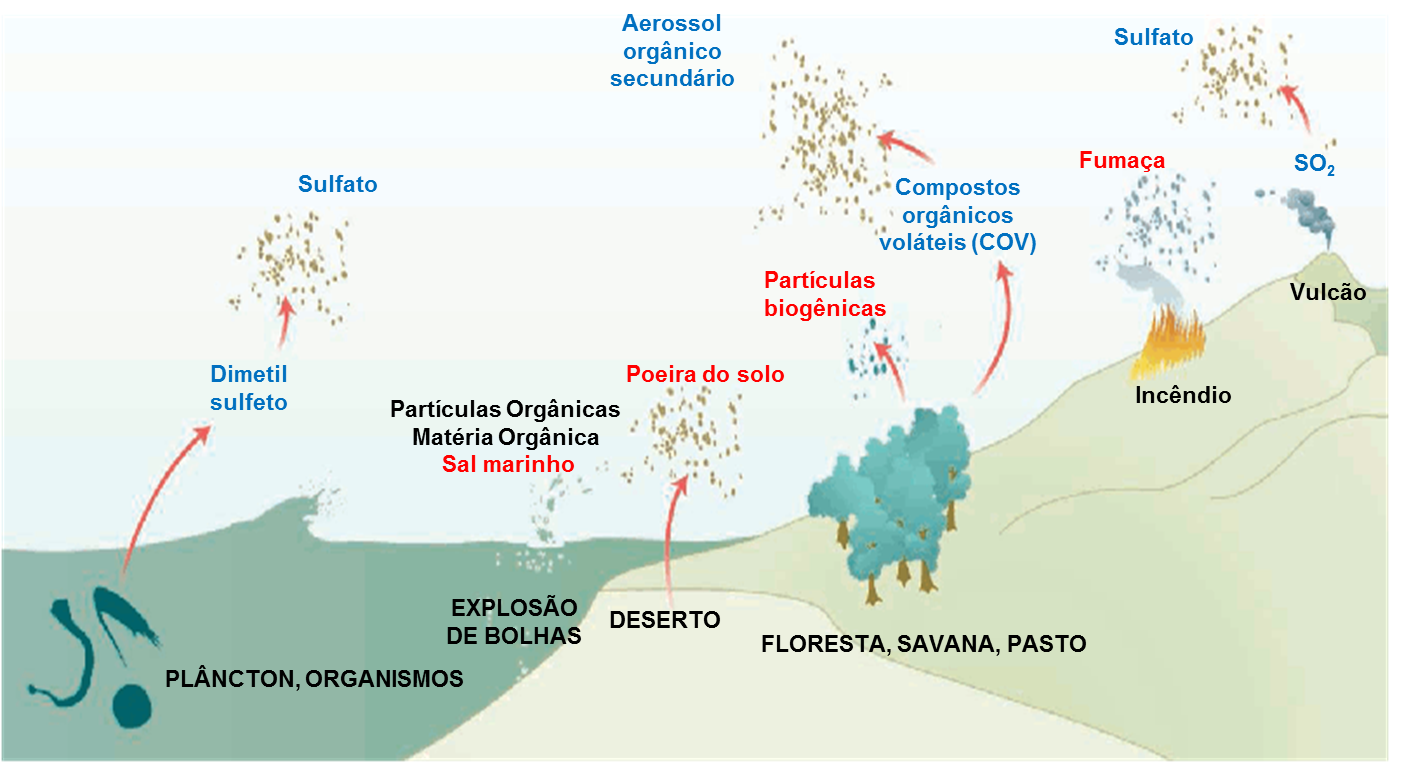 Aerossol
orgânico
secundário
Sulfato
Fumaça
SO₂
Sulfato
Compostos
orgânicos
voláteis (COV)
Partículas
biogênicas
Vulcão
Dimetil
sulfeto
Poeira do solo
Incêndio
Partículas Orgânicas
Matéria Orgânica
Sal marinho
EXPLOSÃO
DE BOLHAS
DESERTO
FLORESTA, SAVANA, PASTO
PLÂNCTON, ORGANISMOS